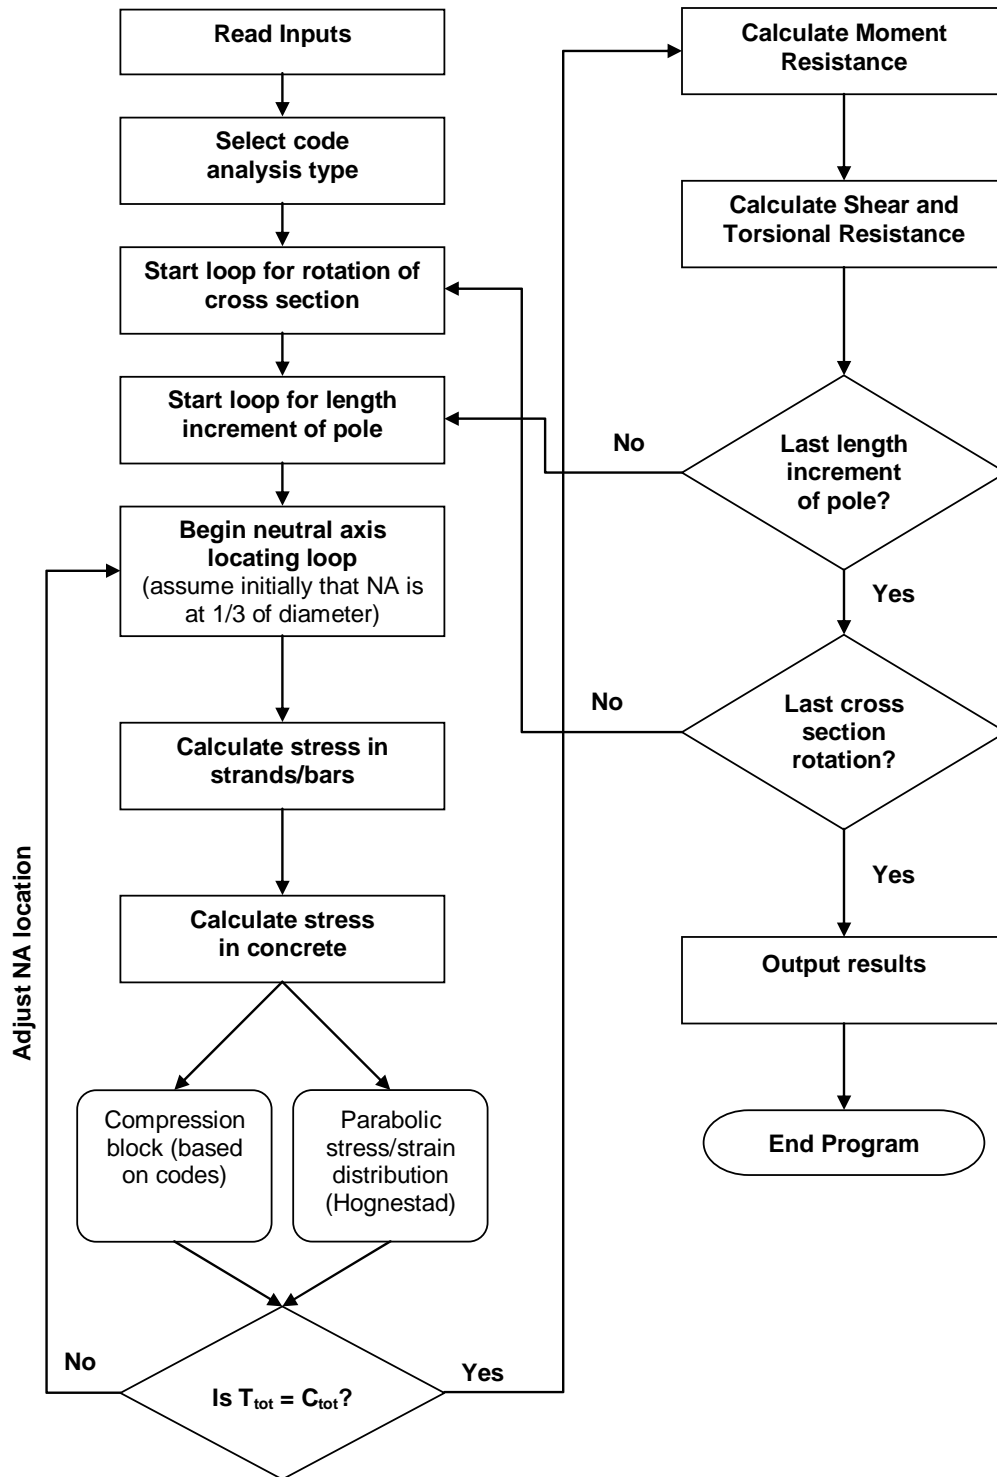 Read Inputs
Select code
analysis type
Start loop for rotation of
cross section
Start loop for length
increment of pole
Begin neutral axis
locating loop
(assume initially that NA is
at 1/3 of diameter)
Calculate stress in
strands/bars
Calculate stress
in concrete
Compression
block (based
on codes)
Parabolic
stress/strain
distribution
(Hognestad)
Is Ttot = Ctot?
No
Adjust NA location
Yes
Calculate Moment
Resistance
Calculate Shear and
Torsional Resistance
Last length
increment
of pole?
No
Yes
Last cross
section
rotation?
No
Yes
Output results
End Program